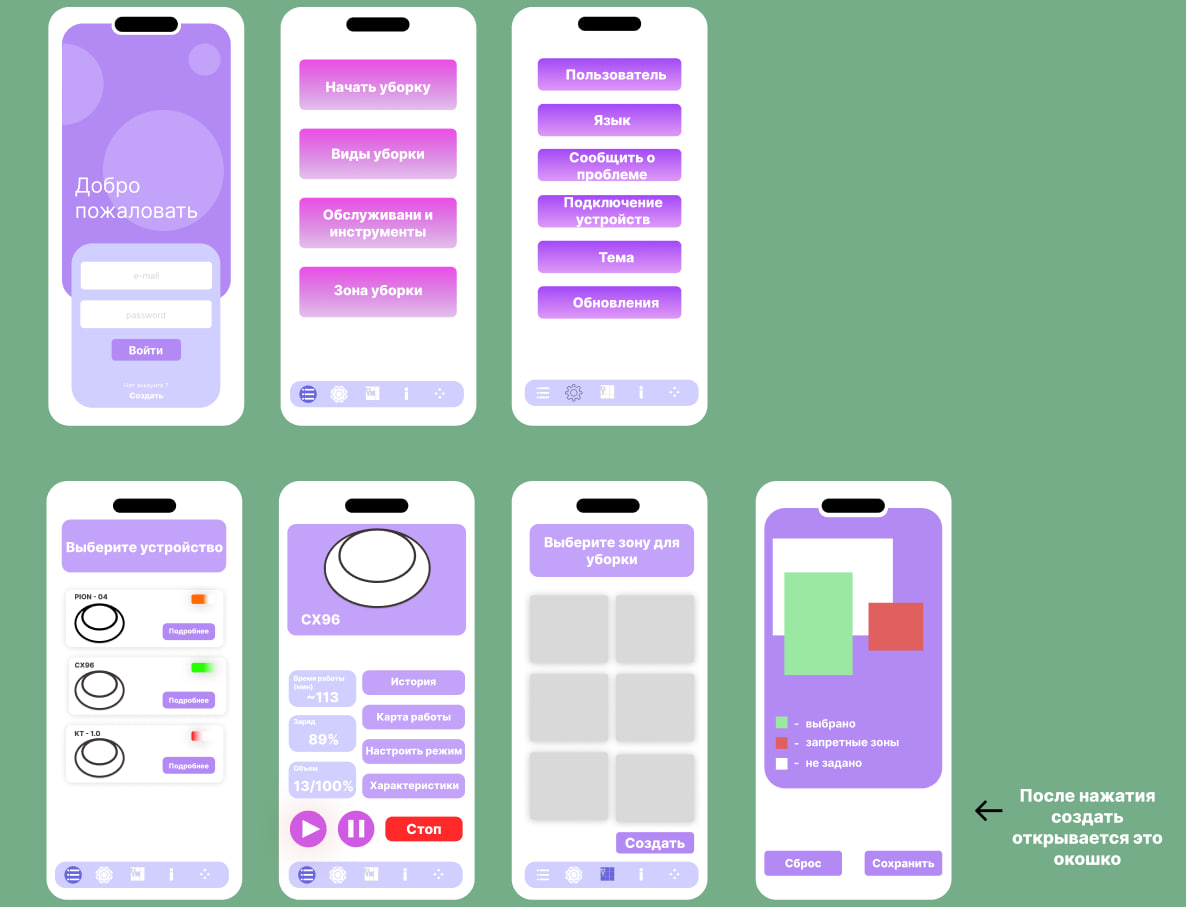 Добро
пожаловать
e-mail
password
Войти
Нет аккаунта ?
Создать
Начать уборку
Виды уборки
Обслуживани и
инструменты
Зона уборки
Пользователь
Язык
Сообщить о
проблеме
Подключение
устройств
Тема
Обновления
Выберите устройство
PION - 04
Подробнее
CX96
Подробнее
KT - 1.0
Подробнее
CX96
Время работы
(мин)
~113
Заряд
89%
Объем
13/100%
История
Карта работы
Настроить режим
Характеристики
Стоп
Выберите зону для
уборки
Создать
- выбрано
- запретные зоны
- не задано
Сброс
Сохранить
После нажатия
создать
открывается это
окошко